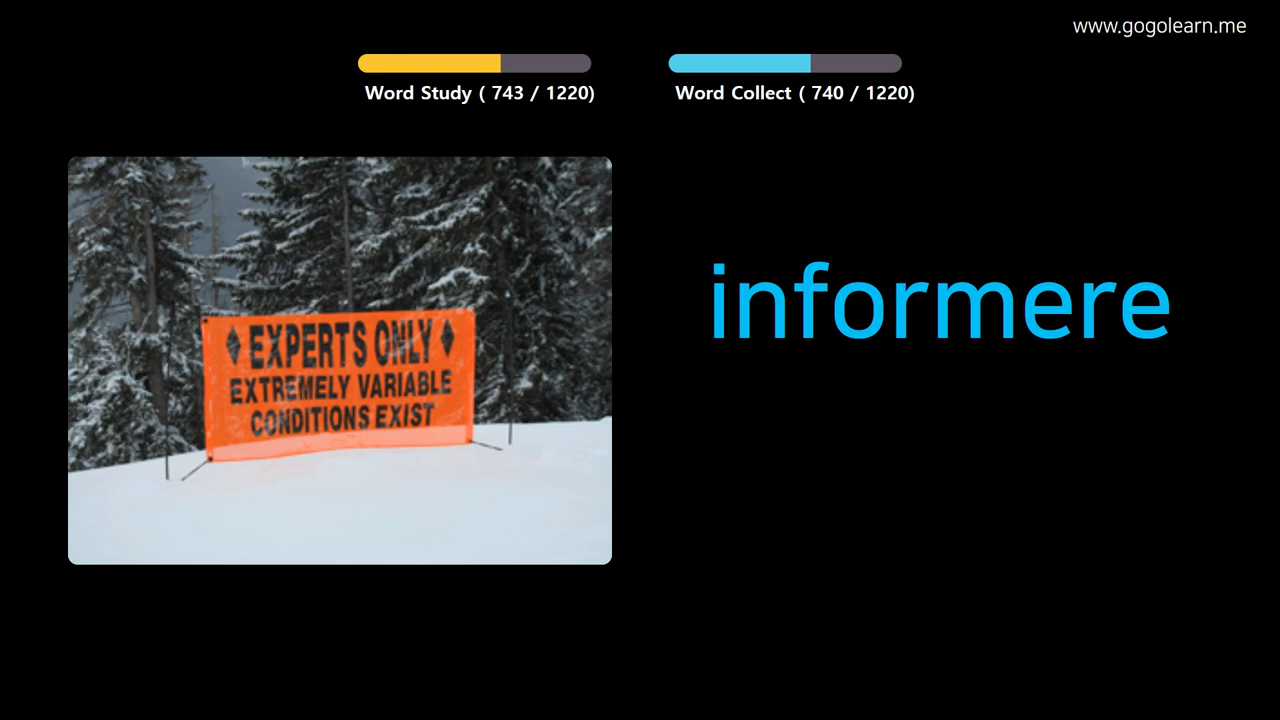 www.gogolearn.me
Word Study ( 743 / 1220)
Word Collect ( 740 / 1220)
EXPERTS ONLY
EXTREMELY VARIABLE
CONDITIONS EXIST
informere